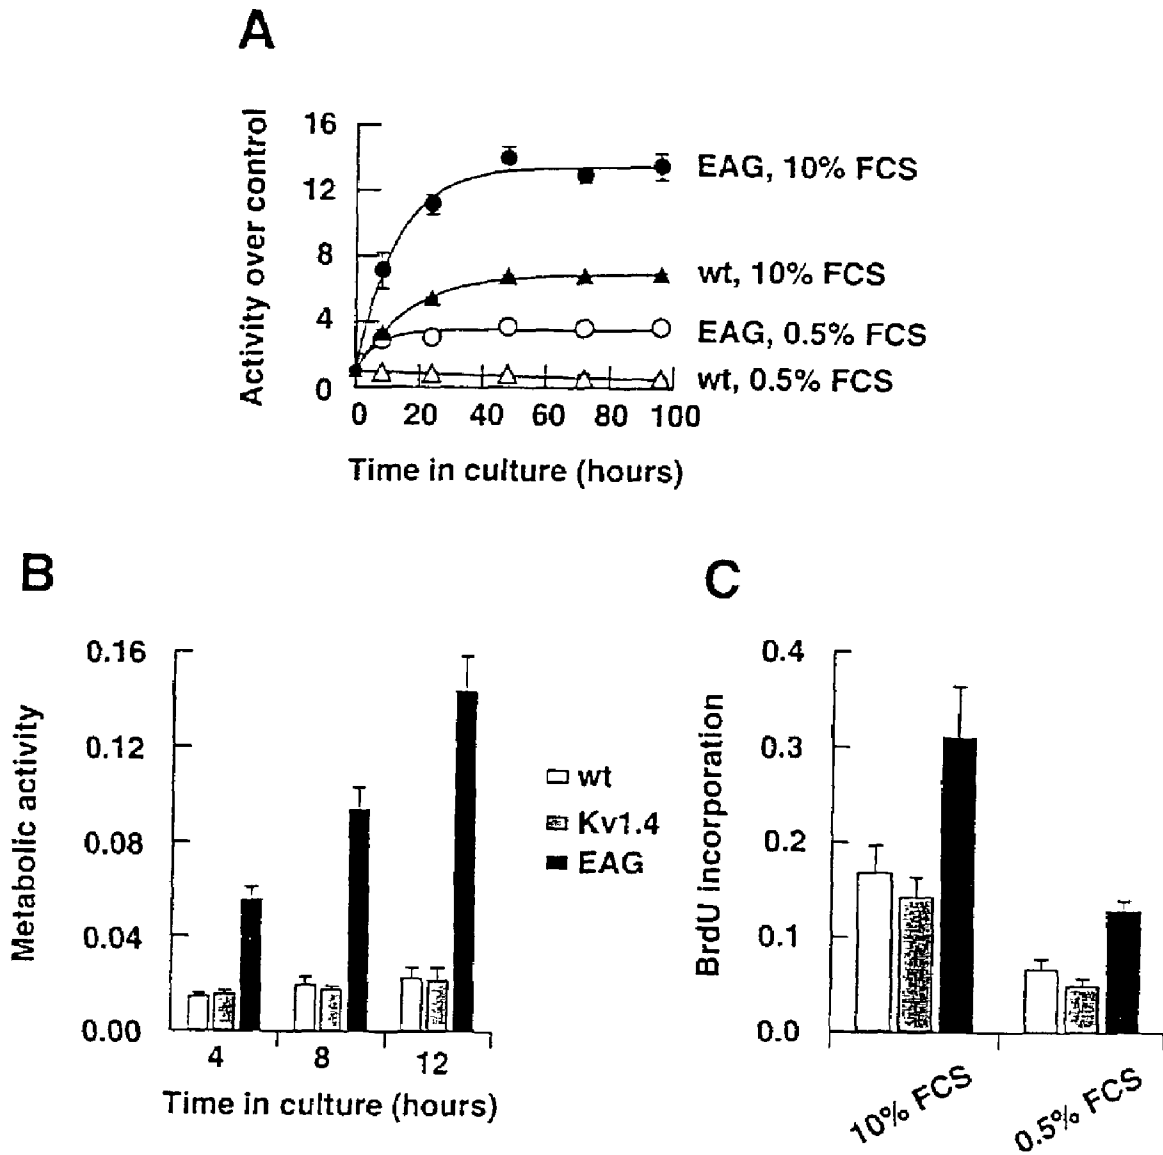 A
Activity over control
16
12
8
4
0
EAG, 10% FCS
wt, 10% FCS
EAG, 0.5% FCS
wt, 0.5% FCS
0 20 40 60 80 100
Time in culture (hours)
B
Metabolic activity
0.16
0.12
0.08
0.04
0.00
4 8 12
Time in culture (hours)
wt
Kv1.4
EAG
C
BrdU incorporation
0.4
0.3
0.2
0.1
0.0
10% FCS
0.5% FCS